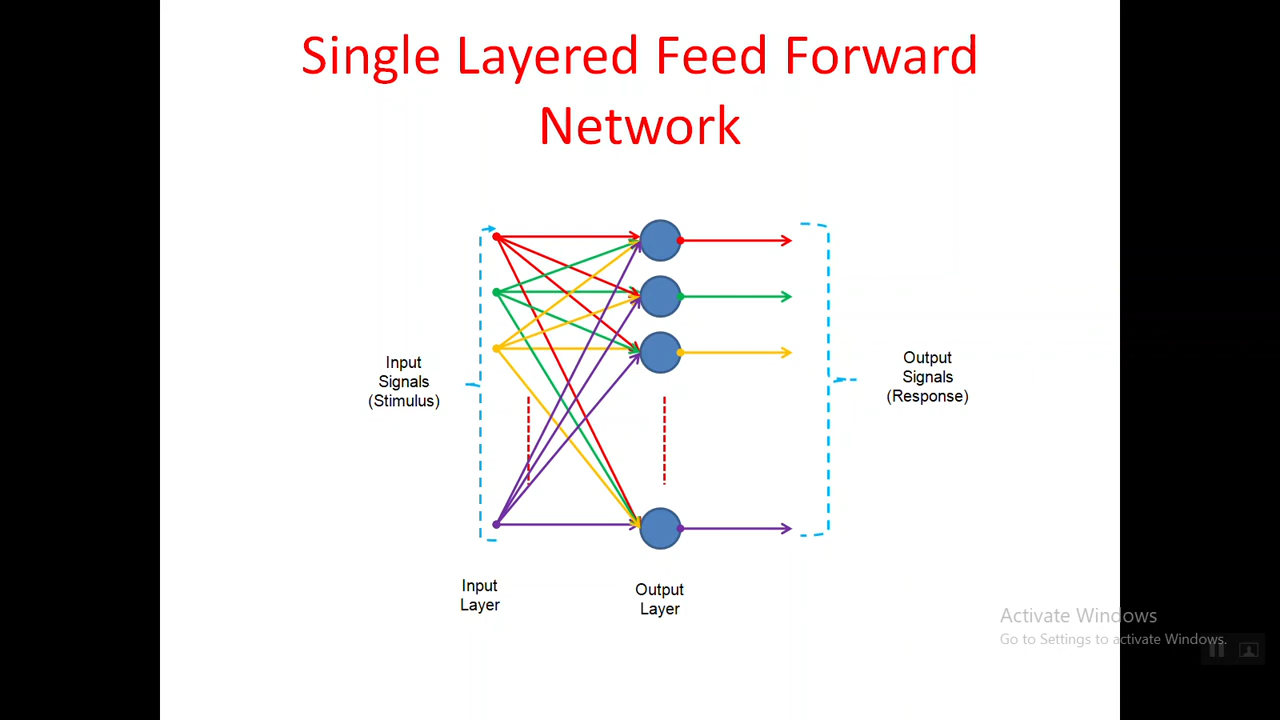 Single Layered Feed Forward
Network
Input
Signals
(Stimulus)
Output
Signals
(Response)
Input
Layer
Output
Layer
Activate Windows
Go to Settings to activate Windows.